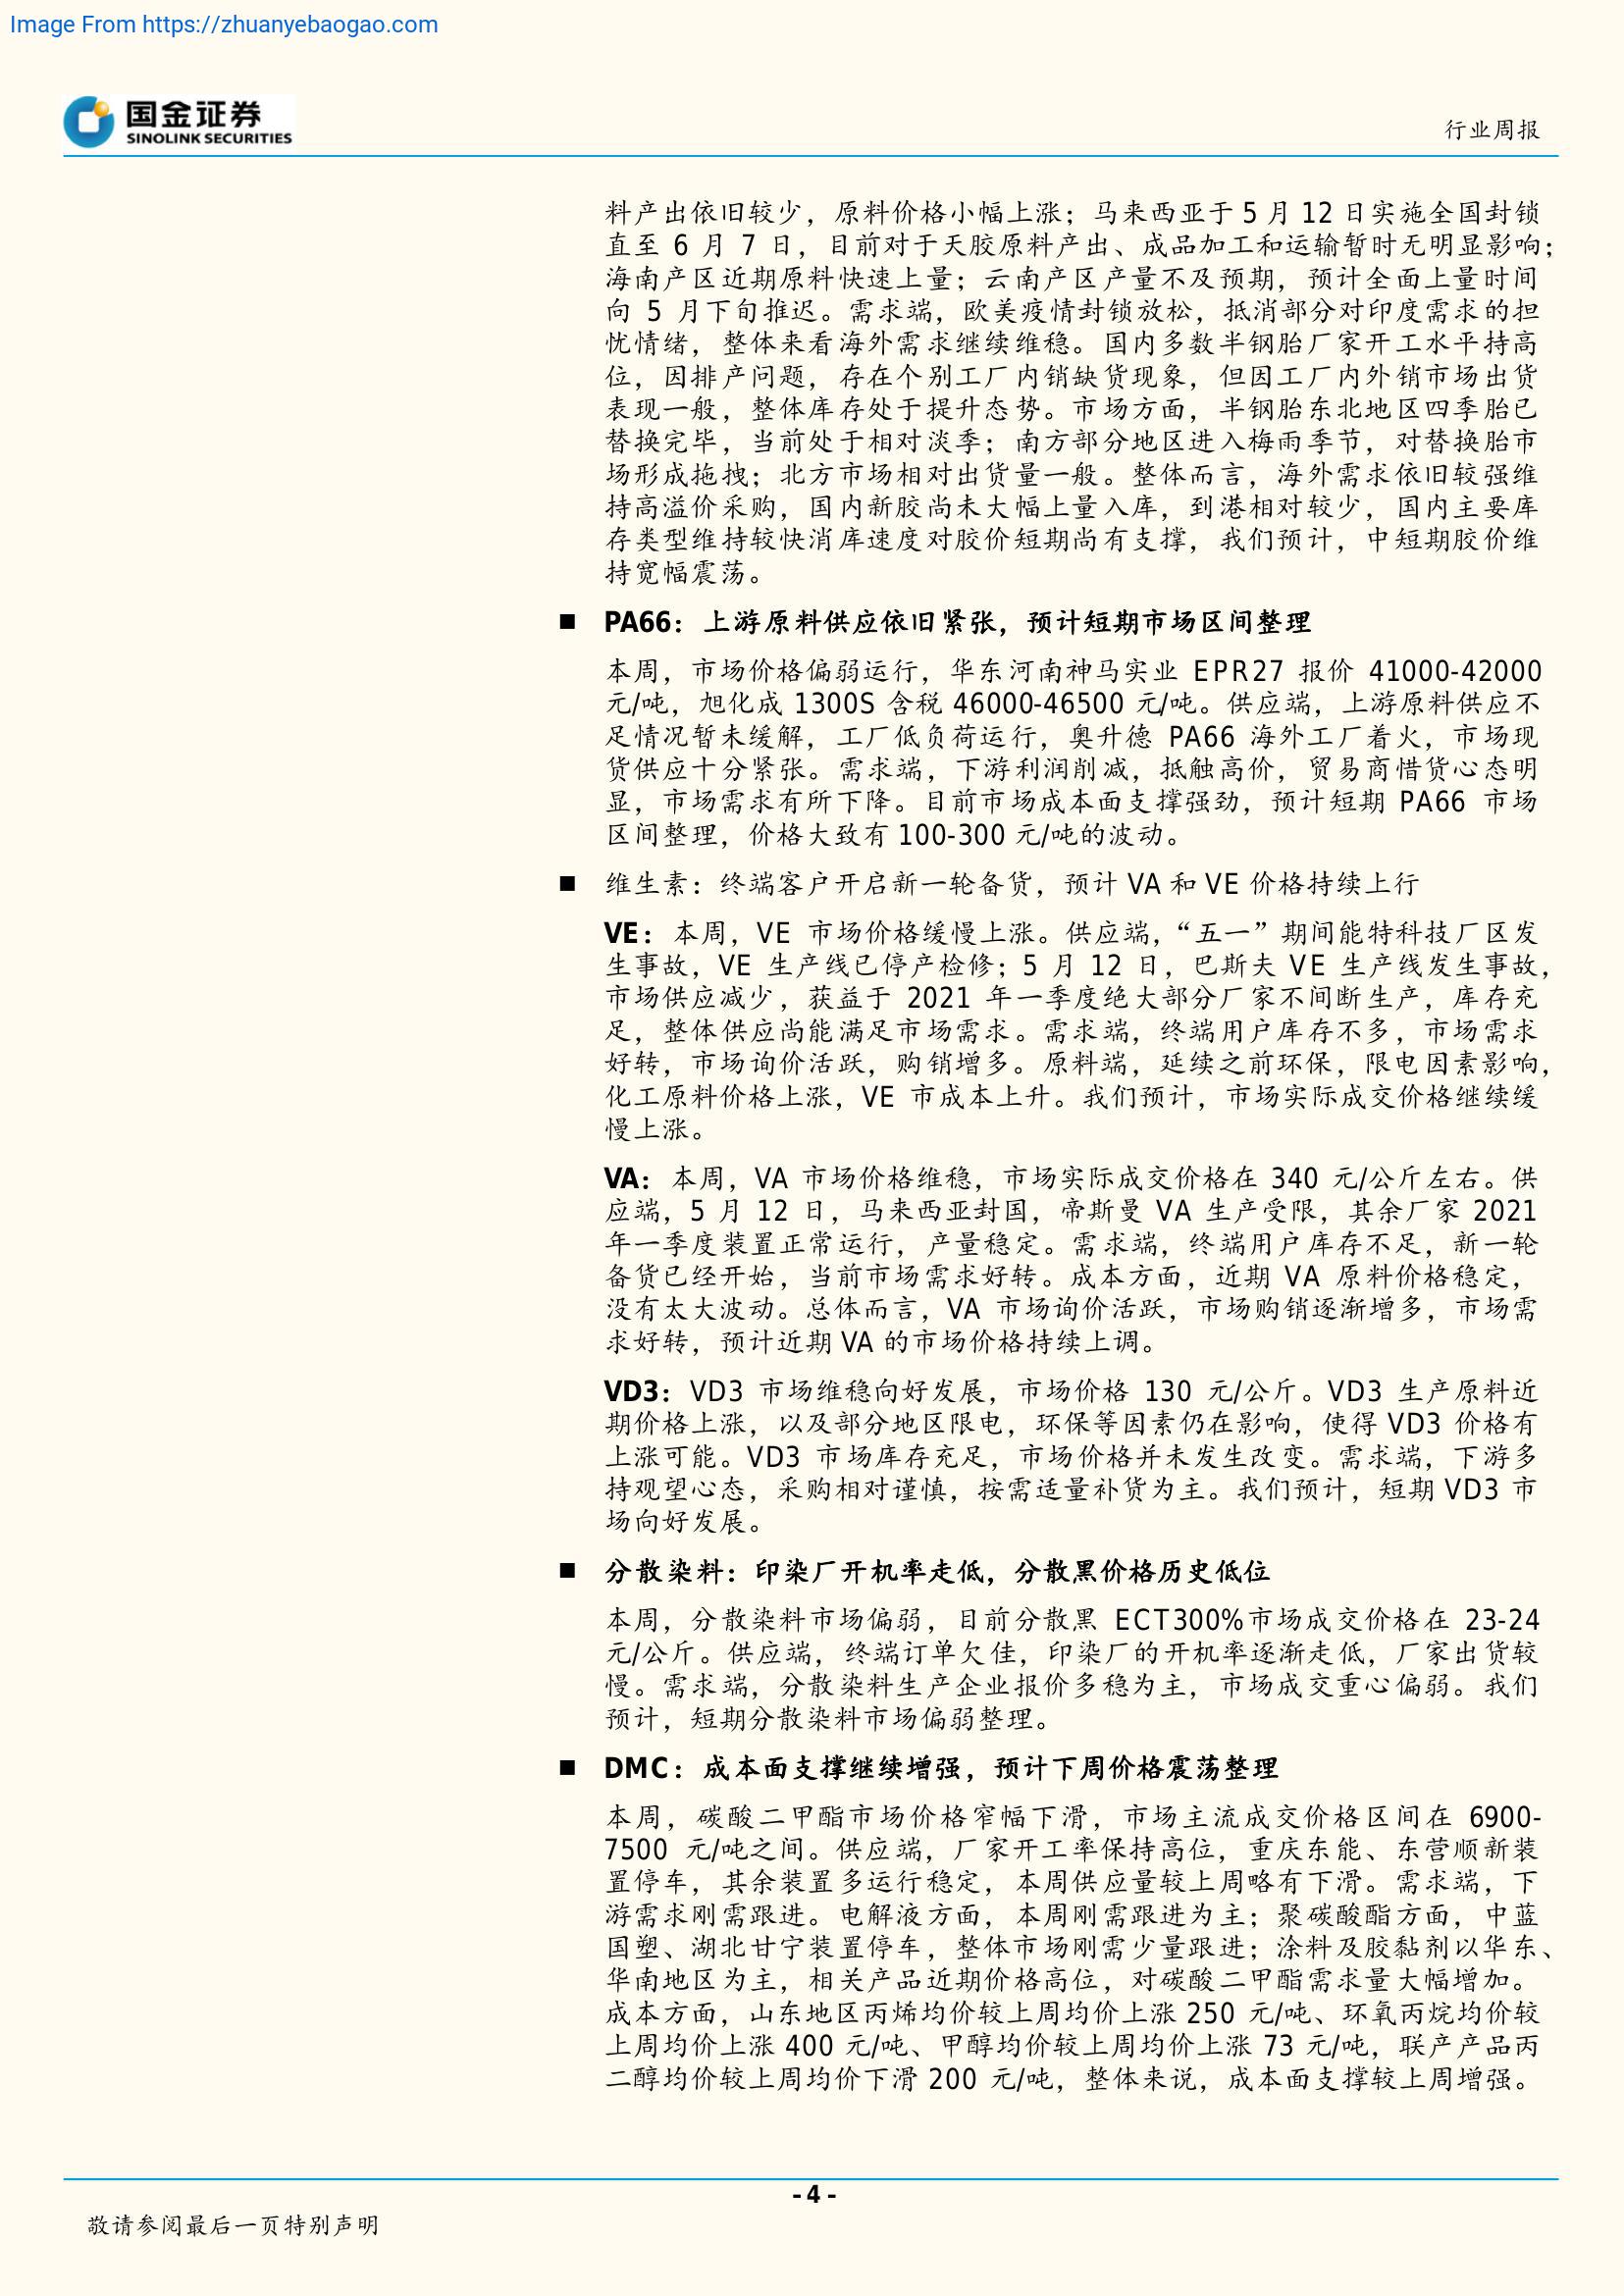 Image From https://zhuanyebaogao.com
国金证券
SINOLINK SECURITIES
行业周报
料产出依旧较少，原料价格小幅上涨；马来西亚于 5 月 12 日实施全国封锁
直至 6 月 7 日，目前对于天胶原料产出、成品加工和运输暂时无明显影响；
海南产区近期原料快速上量；云南产区产量不及预期，预计全面上量时间
向 5 月下旬推迟。需求端，欧美疫情封锁放松，抵消部分对印度需求的担
忧情绪，整体来看海外需求继续维稳。国内多数半钢胎厂家开工水平持高
位，因排产问题，存在个别工厂内销缺货现象，但因工厂内外销市场出货
表现一般，整体库存处于提升态势。市场方面，半钢胎东北地区四季胎已
替换完毕，当前处于相对淡季；南方部分地区进入梅雨季节，对替换胎市
场形成拖拽；北方市场相对出货量一般。整体而言，海外需求依旧较强维
持高溢价采购，国内新胶尚未大幅上量入库，到港相对较少，国内主要库
存类型维持较快消库速度对胶价短期尚有支撑，我们预计，中短期胶价维
持宽幅震荡。
■ PA66：上游原料供应依旧紧张，预计短期市场区间整理
本周，市场价格偏弱运行，华东河南神马实业 EPR27 报价 41000-42000
元/吨，旭化成 1300S 含税 46000-46500 元/吨。供应端，上游原料供应不
足情况暂未缓解，工厂低负荷运行，奥升德 PA66 海外工厂着火，市场现
货供应十分紧张。需求端，下游利润削减，抵触高价，贸易商惜货心态明
显，市场需求有所下降。目前市场成本面支撑强劲，预计短期 PA66 市场
区间整理，价格大致有 100-300 元/吨的波动。
■ 维生素：终端客户开启新一轮备货，预计 VA 和 VE 价格持续上行
VE：本周，VE 市场价格缓慢上涨。供应端，“五一”期间能特科技厂区发
生事故，VE 生产线已停产检修；5 月 12 日，巴斯夫 VE 生产线发生事故，
市场供应减少，获益于 2021 年一季度绝大部分厂家不间断生产，库存充
足，整体供应尚能满足市场需求。需求端，终端用户库存不多，市场需求
好转，市场询价活跃，购销增多。原料端，延续之前环保，限电因素影响，
化工原料价格上涨，VE 市成本上升。我们预计，市场实际成交价格继续缓
慢上涨。
VA：本周，VA 市场价格维稳，市场实际成交价格在 340 元/公斤左右。供
应端，5 月 12 日，马来西亚封国，帝斯曼 VA 生产受限，其余厂家 2021
年一季度装置正常运行，产量稳定。需求端，终端用户库存不足，新一轮
备货已经开始，当前市场需求好转。成本方面，近期 VA 原料价格稳定，
没有太大波动。总体而言，VA 市场询价活跃，市场购销逐渐增多，市场需
求好转，预计近期 VA 的市场价格持续上调。
VD3：VD3 市场维稳向好发展，市场价格 130 元/公斤。VD3 生产原料近
期价格上涨，以及部分地区限电，环保等因素仍在影响，使得 VD3 价格有
上涨可能。VD3 市场库存充足，市场价格并未发生改变。需求端，下游多
持观望心态，采购相对谨慎，按需适量补货为主。我们预计，短期 VD3 市
场向好发展。
■ 分散染料：印染厂开机率走低，分散黑价格历史低位
本周，分散染料市场偏弱，目前分散黑 ECT300%市场成交价格在 23-24
元/公斤。供应端，终端订单欠佳，印染厂的开机率逐渐走低，厂家出货较
慢。需求端，分散染料生产企业报价多稳为主，市场成交重心偏弱。我们
预计，短期分散染料市场偏弱整理。
■ DMC：成本面支撑继续增强，预计下周价格震荡整理
本周，碳酸二甲酯市场价格窄幅下滑，市场主流成交价格区间在 6900-
7500 元/吨之间。供应端，厂家开工率保持高位，重庆东能、东营顺新装
置停车，其余装置多运行稳定，本周供应量较上周略有下滑。需求端，下
游需求刚需跟进。电解液方面，本周刚需跟进为主；聚碳酸酯方面，中蓝
国塑、湖北甘宁装置停车，整体市场刚需少量跟进；涂料及胶黏剂以华东、
华南地区为主，相关产品近期价格高位，对碳酸二甲酯需求量大幅增加。
成本方面，山东地区丙烯均价较上周均价上涨 250 元/吨、环氧丙烷均价较
上周均价上涨 400 元/吨、甲醇均价较上周均价上涨 73 元/吨，联产产品丙
二醇均价较上周均价下滑 200 元/吨，整体来说，成本面支撑较上周增强。
- 4 -
敬请参阅最后一页特别声明